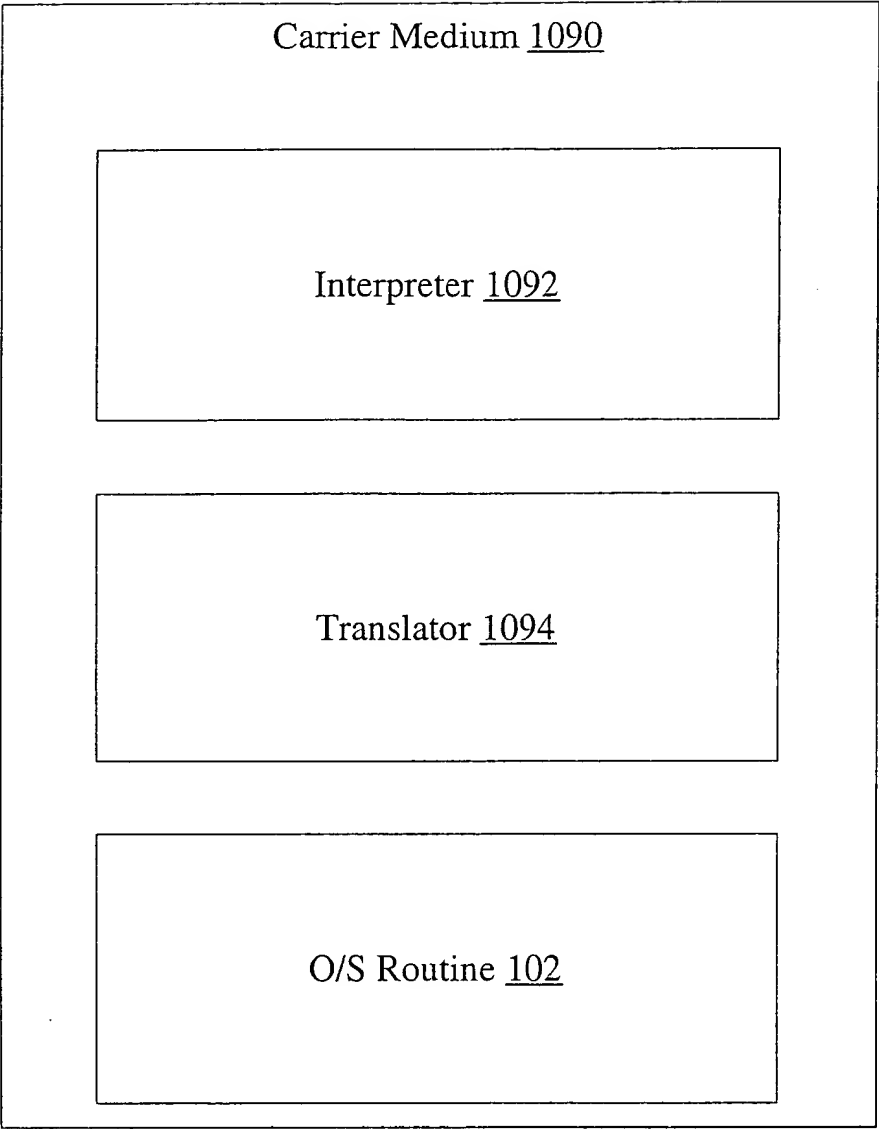 Carrier Medium 1090
Interpreter 1092
Translator 1094
O/S Routine 102